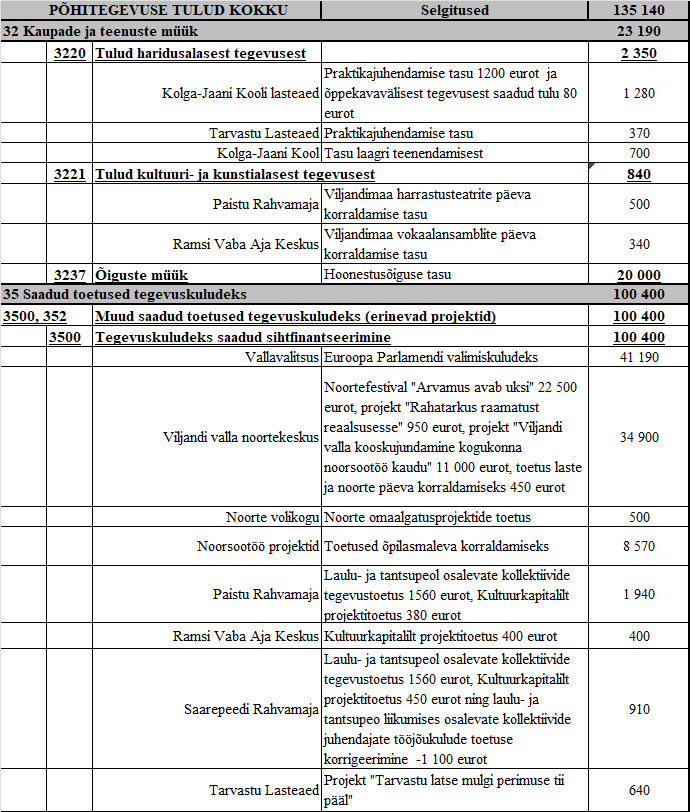 PÕHITEGEVUSE TULUD KOKKU Selgitused 135 140
32 Kaupade ja teenuste müük 23 190
3220 Tulud haridusalasest tegevusest 2 350
Kolga-Jaani Kooli lasteaed Praktikajuhendamise tasu 1200 eurot ja
õppekavavälisest tegevusest saadud tulu 80
eurot 1 280
Tarvastu Lasteaed Praktikajuhendamise tasu 370
Kolga-Jaani Kool Tasu laagri teenendamisest 700
3221 Tulud kultuuri- ja kunstialasest tegevusest 840
Paistu Rahvamaja Viljandimaa harrastusteatrite päeva
korraldamise tasu 500
Ramsi Vaba Aja Keskus Viljandimaa vokaalansamblite päeva
korraldamise tasu 340
3237 Õiguste müük Hoonestusõiguse tasu 20 000
35 Saadud toetused tegevuskuludeks 100 400
3500, 352 Muud saadud toetused tegevuskuludeks (erinevad projektid) 100 400
3500 Tegevuskuludeks saadud sihtfinantseerimine 100 400
Vallavalitsus Euroopa Parlamendi valimiskuludeks 41 190
Viljandi valla noortekeskus Noortefestival "Arvamus avab uksi" 22 500
eurot, projekt "Rahatarkus raamatust
reaalsusesse" 950 eurot, projekt "Viljandi
valla kooskujundamine kogukonna
noorsootöö kaudu" 11 000 eurot, toetus laste
ja noorte päeva korraldamiseks 450 eurot 34 900
Noorte volikogu Noorte omaalgatusprojektide toetus 500
Noorsootöö projektid Toetused õpilasmaleva korraldamiseks 8 570
Paistu Rahvamaja Laulu- ja tantsupeol osalevate kollektiivide
tegevustoetus 1560 eurot, Kultuurkapitalilt
projektitoetus 380 eurot 1 940
Ramsi Vaba Aja Keskus Kultuurkapitalilt projektitoetus 400 eurot 400
Saarepeedi Rahvamaja Laulu- ja tantsupeol osalevate kollektiivide
tegevustoetus 1560 eurot, Kultuurkapitalilt
projektitoetus 450 eurot ning laulu- ja
tantsupeo liikumises osalevate kollektiivide
juhendajate tööjõukulude toetuse
korrigeerimine -1 100 eurot 910
Tarvastu Lasteaed Projekt "Tarvastu latse mulgi perimuse tii
pääl" 640